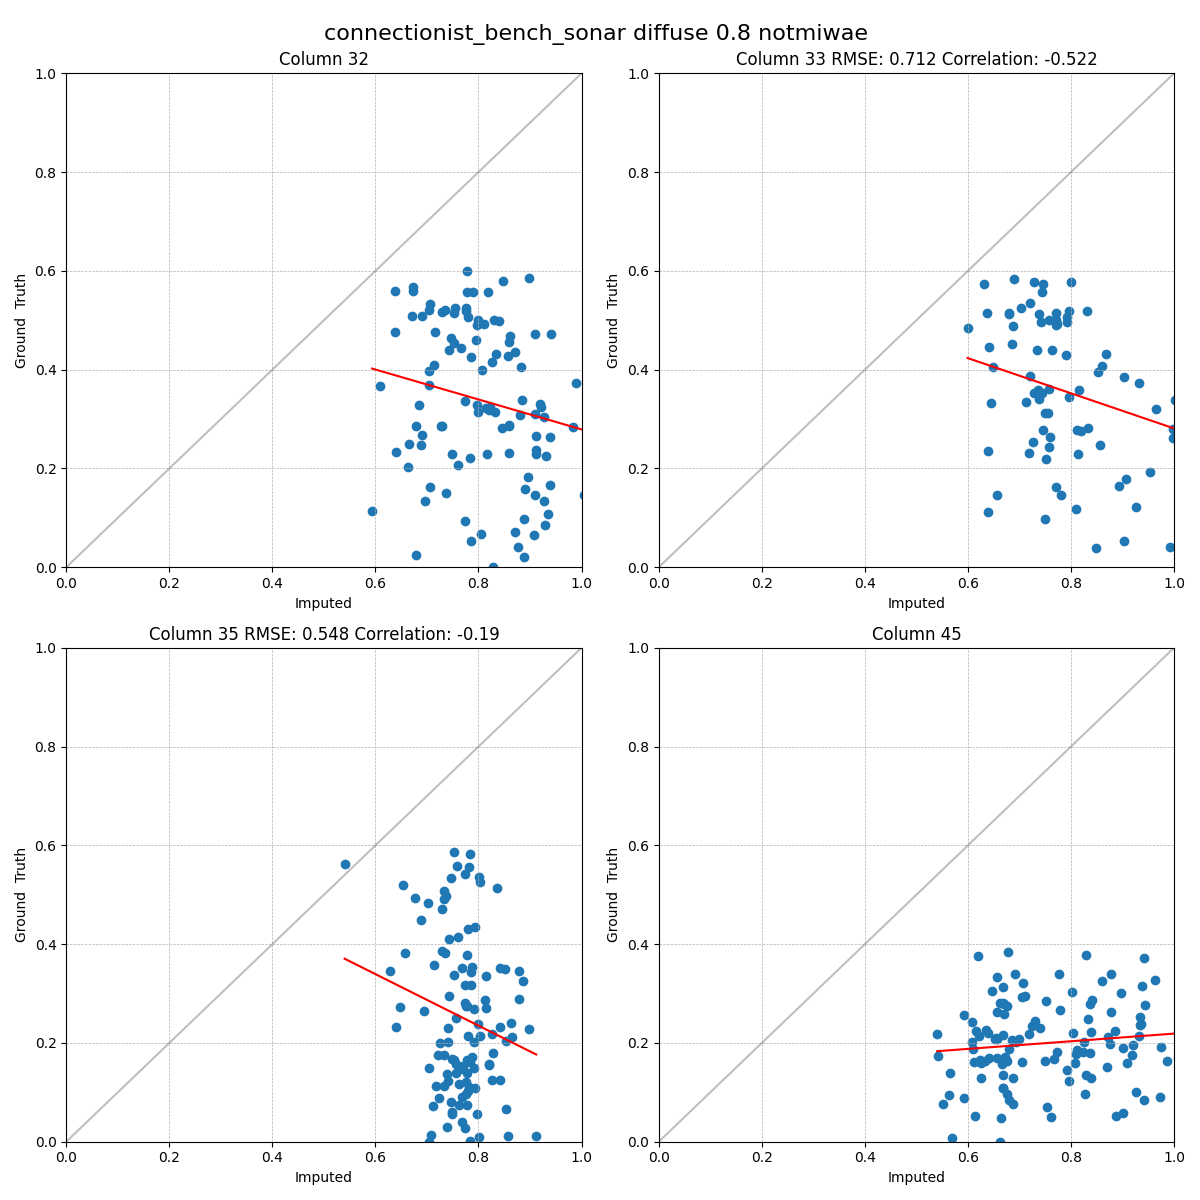 connectionist_bench_sonar diffuse 0.8 notmiwae
Column 32
Column 33 RMSE: 0.712 Correlation: -0.522
1.0
0.8
0.6
0.4
0.2
0.0
Ground Truth
0.0 0.2 0.4 0.6 0.8 1.0
Imputed
1.0
0.8
0.6
0.4
0.2
0.0
Ground Truth
0.0 0.2 0.4 0.6 0.8 1.0
Imputed
Column 35 RMSE: 0.548 Correlation: -0.19
Column 45
1.0
0.8
0.6
0.4
0.2
0.0
Ground Truth
0.0 0.2 0.4 0.6 0.8 1.0
Imputed
1.0
0.8
0.6
0.4
0.2
0.0
Ground Truth
0.0 0.2 0.4 0.6 0.8 1.0
Imputed